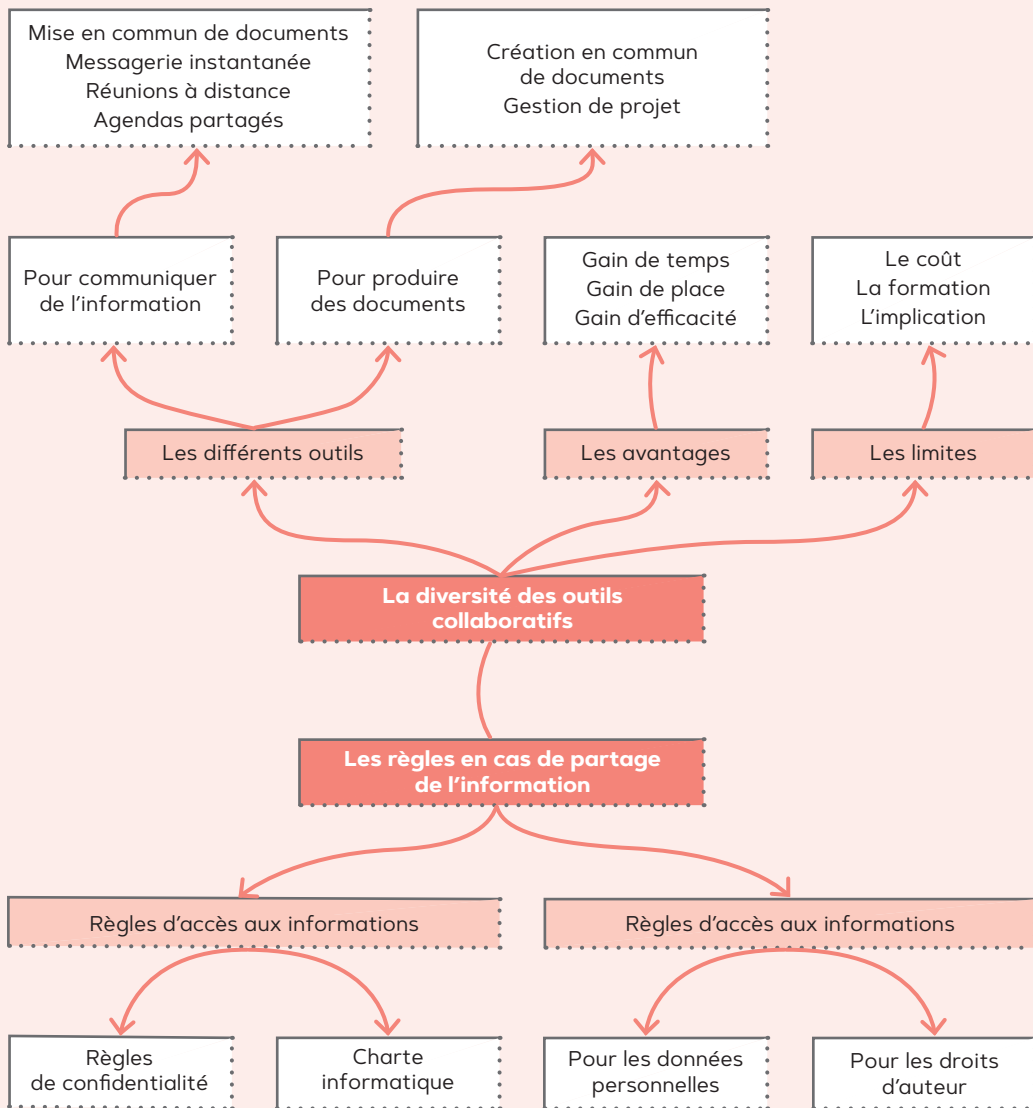 Mise en commun de documents
Messagerie instantanée
Réunions à distance
Agendas partagés
Création en commun
de documents
Gestion de projet
Pour communiquer
de l’information
Pour produire
des documents
Gain de temps
Gain de place
Gain d’efficacité
Le coût
La formation
L’implication
Les différents outils
Les avantages
Les limites
La diversité des outils
collaboratifs
Les règles en cas de partage
de l’information
Règles d’accès aux informations
Règles d’accès aux informations
Règles
de confidentialité
Charte
informatique
Pour les données
personnelles
Pour les droits
d’auteur